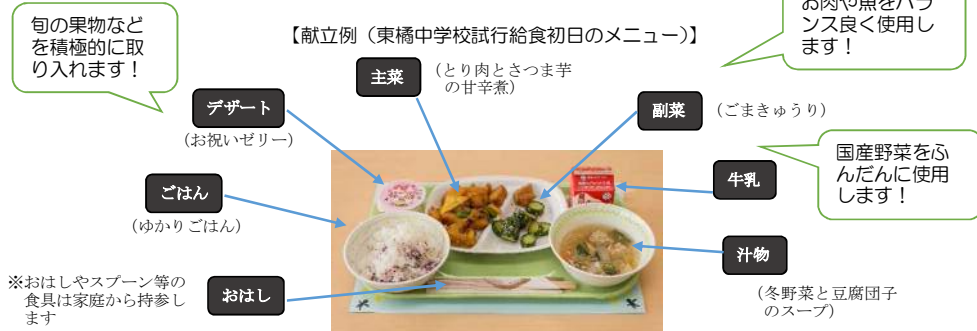 お肉や魚をバラ
ンス良く使用し
ます！
旬の果物など
を積極的に取
り入れます！
【献立例（東橘中学校試行給食初日のメニュー）】
主菜
（とり肉とさつま芋
の甘辛煮）
デザート
（お祝いゼリー）
副菜
（ごまきゅうり）
国産野菜をふ
んだんに使用
します！
牛乳
ごはん
（ゆかりごはん）
汁物
（冬野菜と豆腐団子
のスープ）
※おはしやスプーン等の
食具は家庭から持参し
ます
おはし